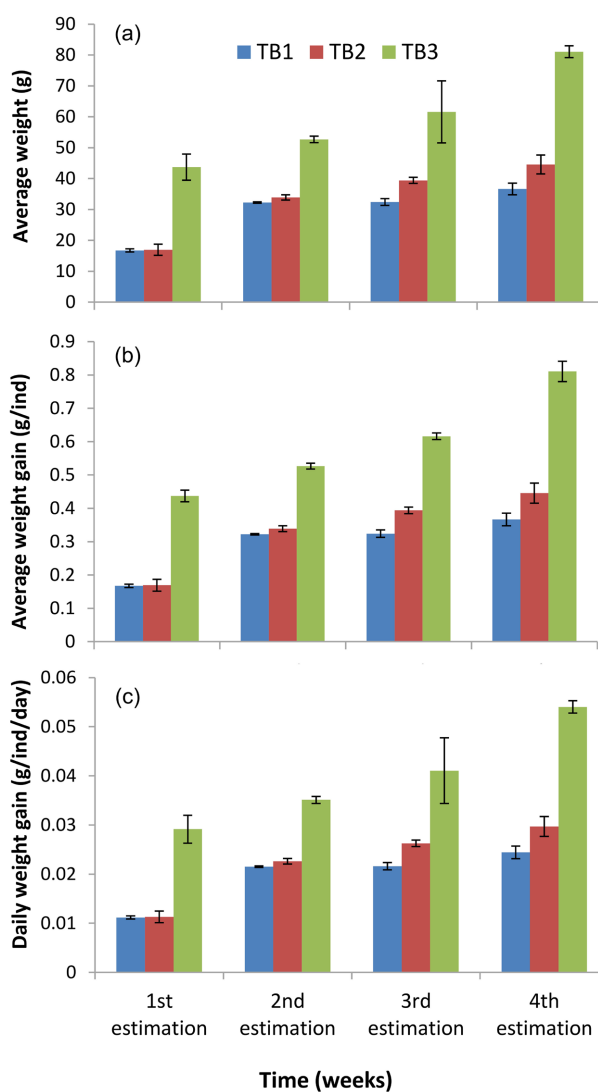 (a)
TB1 TB2 TB3
Average weight (g)
90
80
70
60
50
40
30
20
10
0
(b)
Average weight gain (g/ind)
0.9
0.8
0.7
0.6
0.5
0.4
0.3
0.2
0.1
0
(c)
Daily weight gain (g/ind/day)
0.06
0.05
0.04
0.03
0.02
0.01
0
1st 2nd 3rd 4th
estimation estimation estimation estimation
Time (weeks)